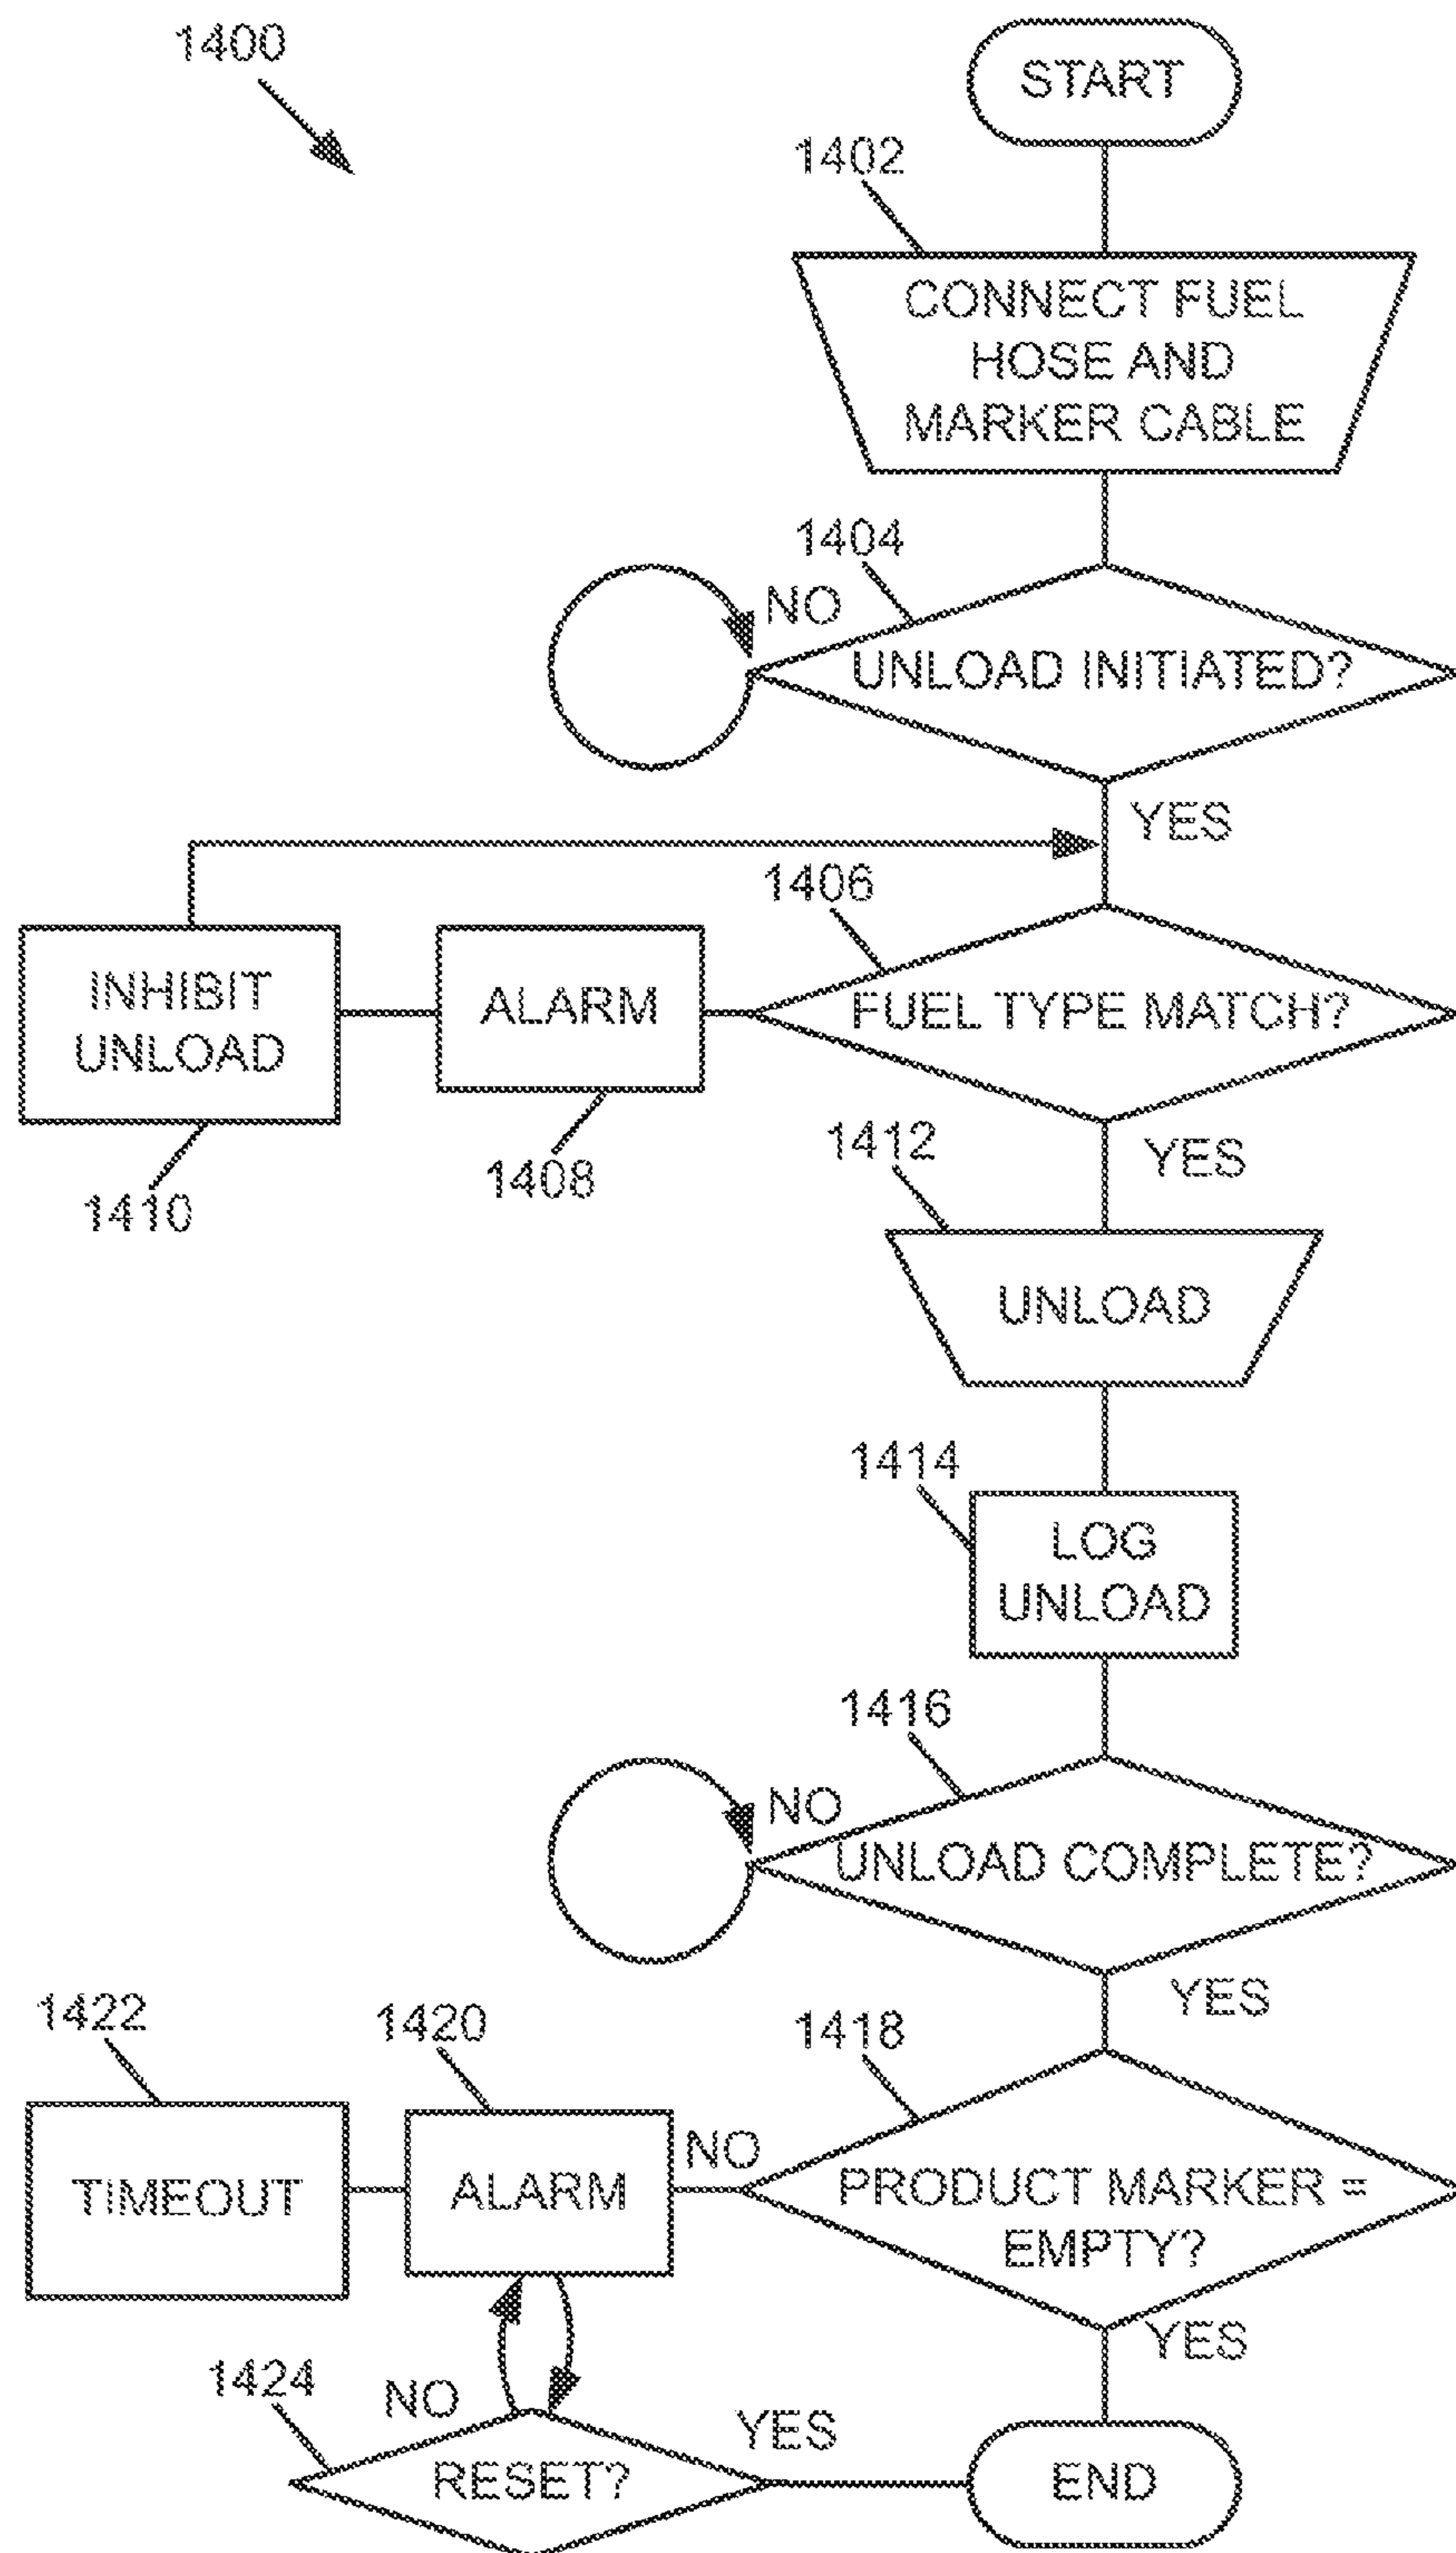 1400
START
1402
CONNECT FUEL
HOSE AND
MARKER CABLE
1404
NO
UNLOAD INITIATED?
YES
1406
INHIBIT
UNLOAD
ALARM
FUEL TYPE MATCH?
1410
1408
YES
1412
UNLOAD
1414
LOG
UNLOAD
1416
NO
UNLOAD COMPLETE?
YES
1422
1420
1418
TIMEOUT
ALARM
NO
PRODUCT MARKER =
EMPTY?
YES
1424
NO
RESET?
YES
END